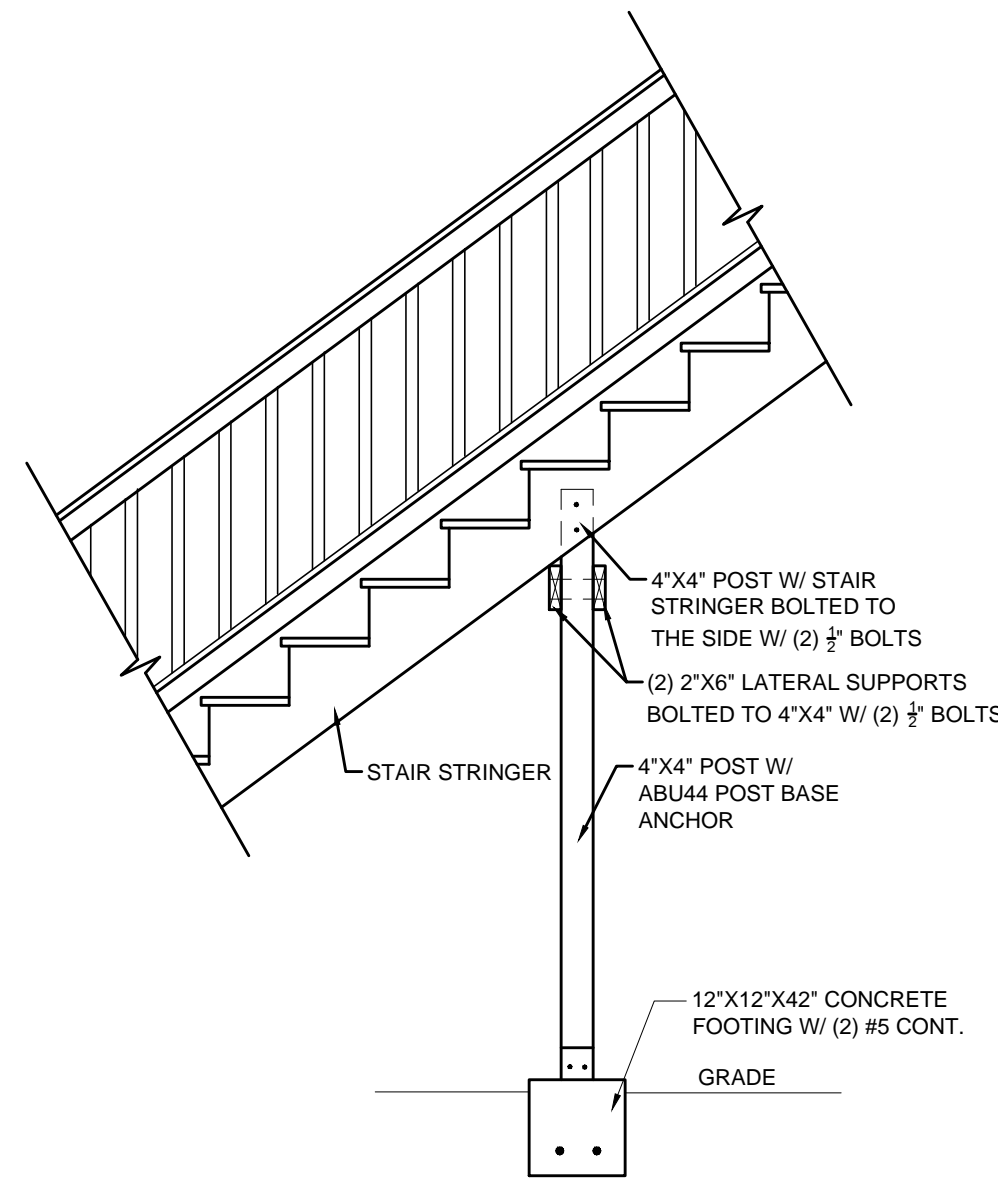 4"X4" POST W/ STAIR
STRINGER BOLTED TO
THE SIDE W/ (2) ½" BOLTS
(2) 2"X6" LATERAL SUPPORTS
BOLTED TO 4"X4" W/ (2) ½" BOLTS
STAIR STRINGER
4"X4" POST W/
ABU44 POST BASE
ANCHOR
12"X12"X42" CONCRETE
FOOTING W/ (2) #5 CONT.
GRADE